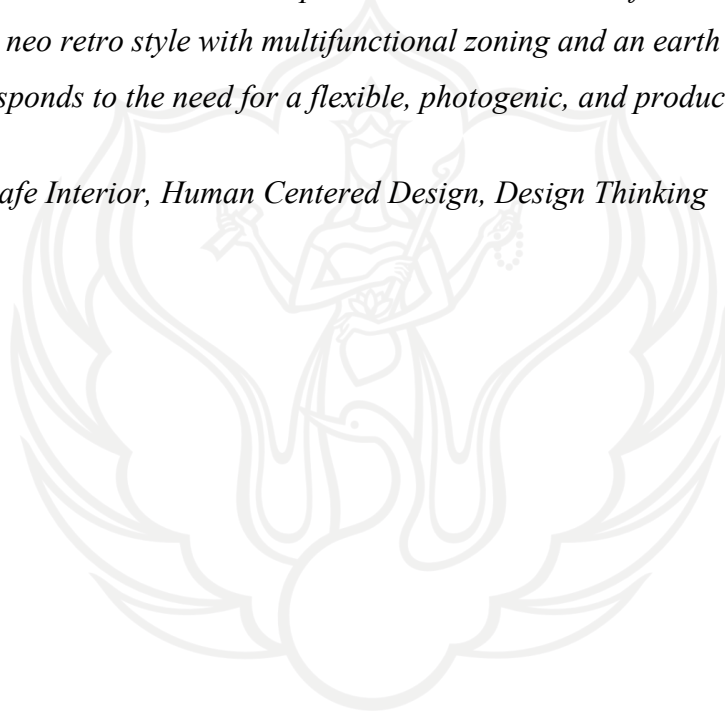 neo retro style with multifunctional zoning and an earth
sponds to the need for a flexible, photogenic, and produc
afe Interior, Human Centered Design, Design Thinking